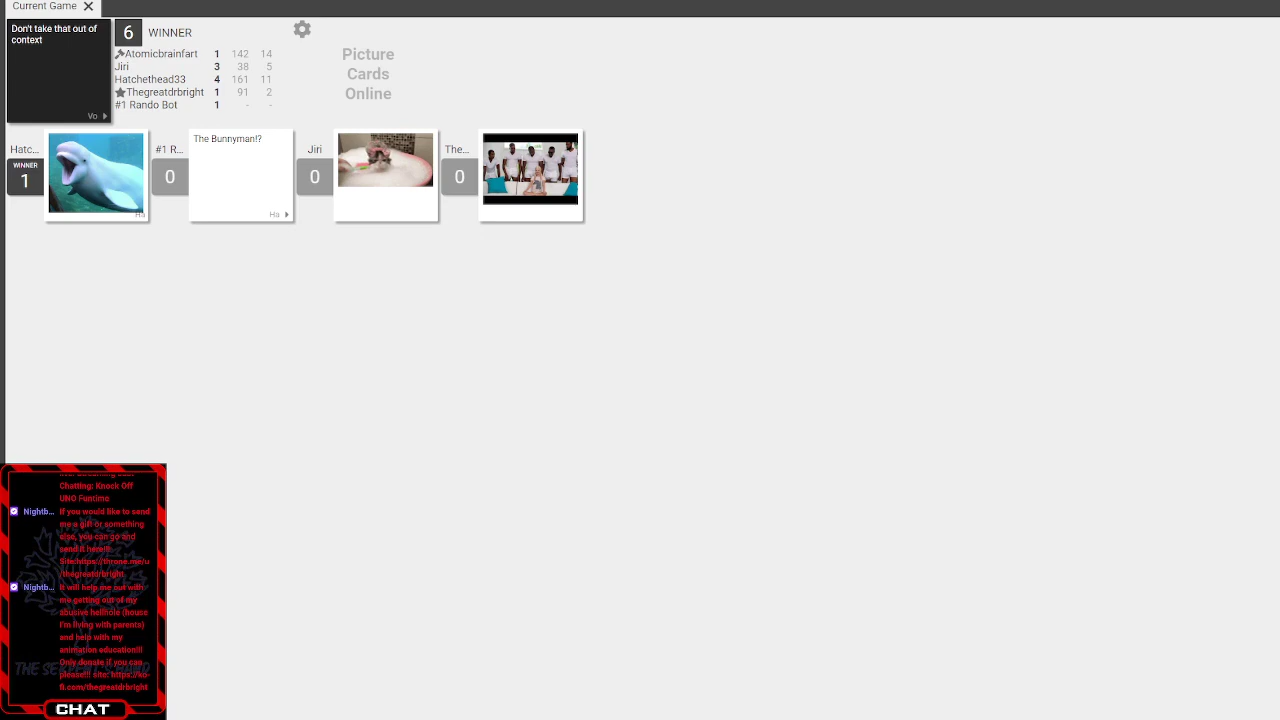 Current Game
Don't take that out of
context
Vo
6 WINNER
Atomicbrainfart 1 142 14
Jiri 3 38 5
Hatchethead33 4 161 11
Thegreatdrbright 1 91 2
#1 Rando Bot 1 - -
Picture
Cards
Online
Hatc...
WINNER
1
Ha
#1 R...
0
The Bunnyman!?
Ha
Jiri
0
The...
0
Chatting: Knock Off
UNO Funtime
Nightb... If you would like to send
me a gift or something
else, you can go and
send it here!!!
Site:https://throne.me/u
/thegreatdrbright
Nightb... It will help me out with
me getting out of my
abusive hellhole (house
I'm living with parents)
and help with my
animation education!!!
Only donate if you can
please!!! site: https://ko-
fi.com/thegreatdrbright
CHAT